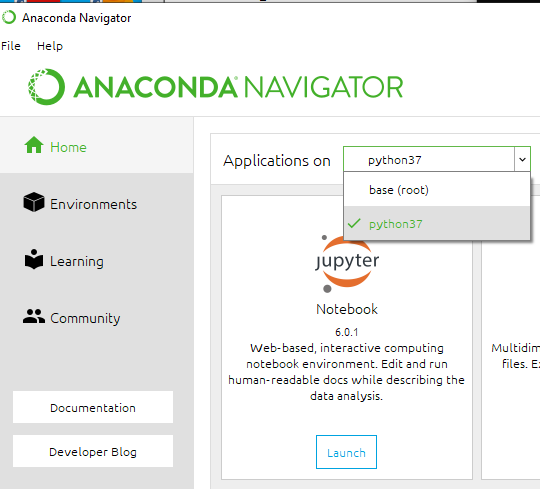 Anaconda Navigator
File Help
ANACONDA NAVIGATOR
Home
Applications on python37
base (root)
python37
Environments
Learning
Community
Documentation
Developer Blog
jupyter
Notebook
6.0.1
Web-based, interactive computing
notebook environment. Edit and run
human-readable docs while describing the
data analysis.
Launch
Multidim
files. E